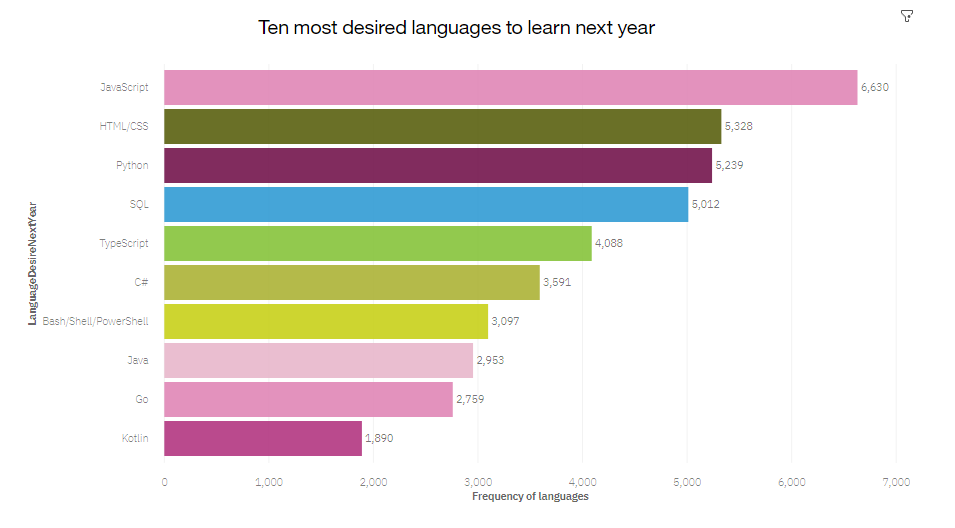 Ten most desired languages to learn next year
LanguageDesireNextYear
JavaScript 6,630
HTML/CSS 5,328
Python 5,239
SQL 5,012
TypeScript 4,088
C# 3,591
Bash/Shell/PowerShell 3,097
Java 2,953
Go 2,759
Kotlin 1,890
0 1,000 2,000 3,000 4,000 5,000 6,000 7,000
Frequency of languages